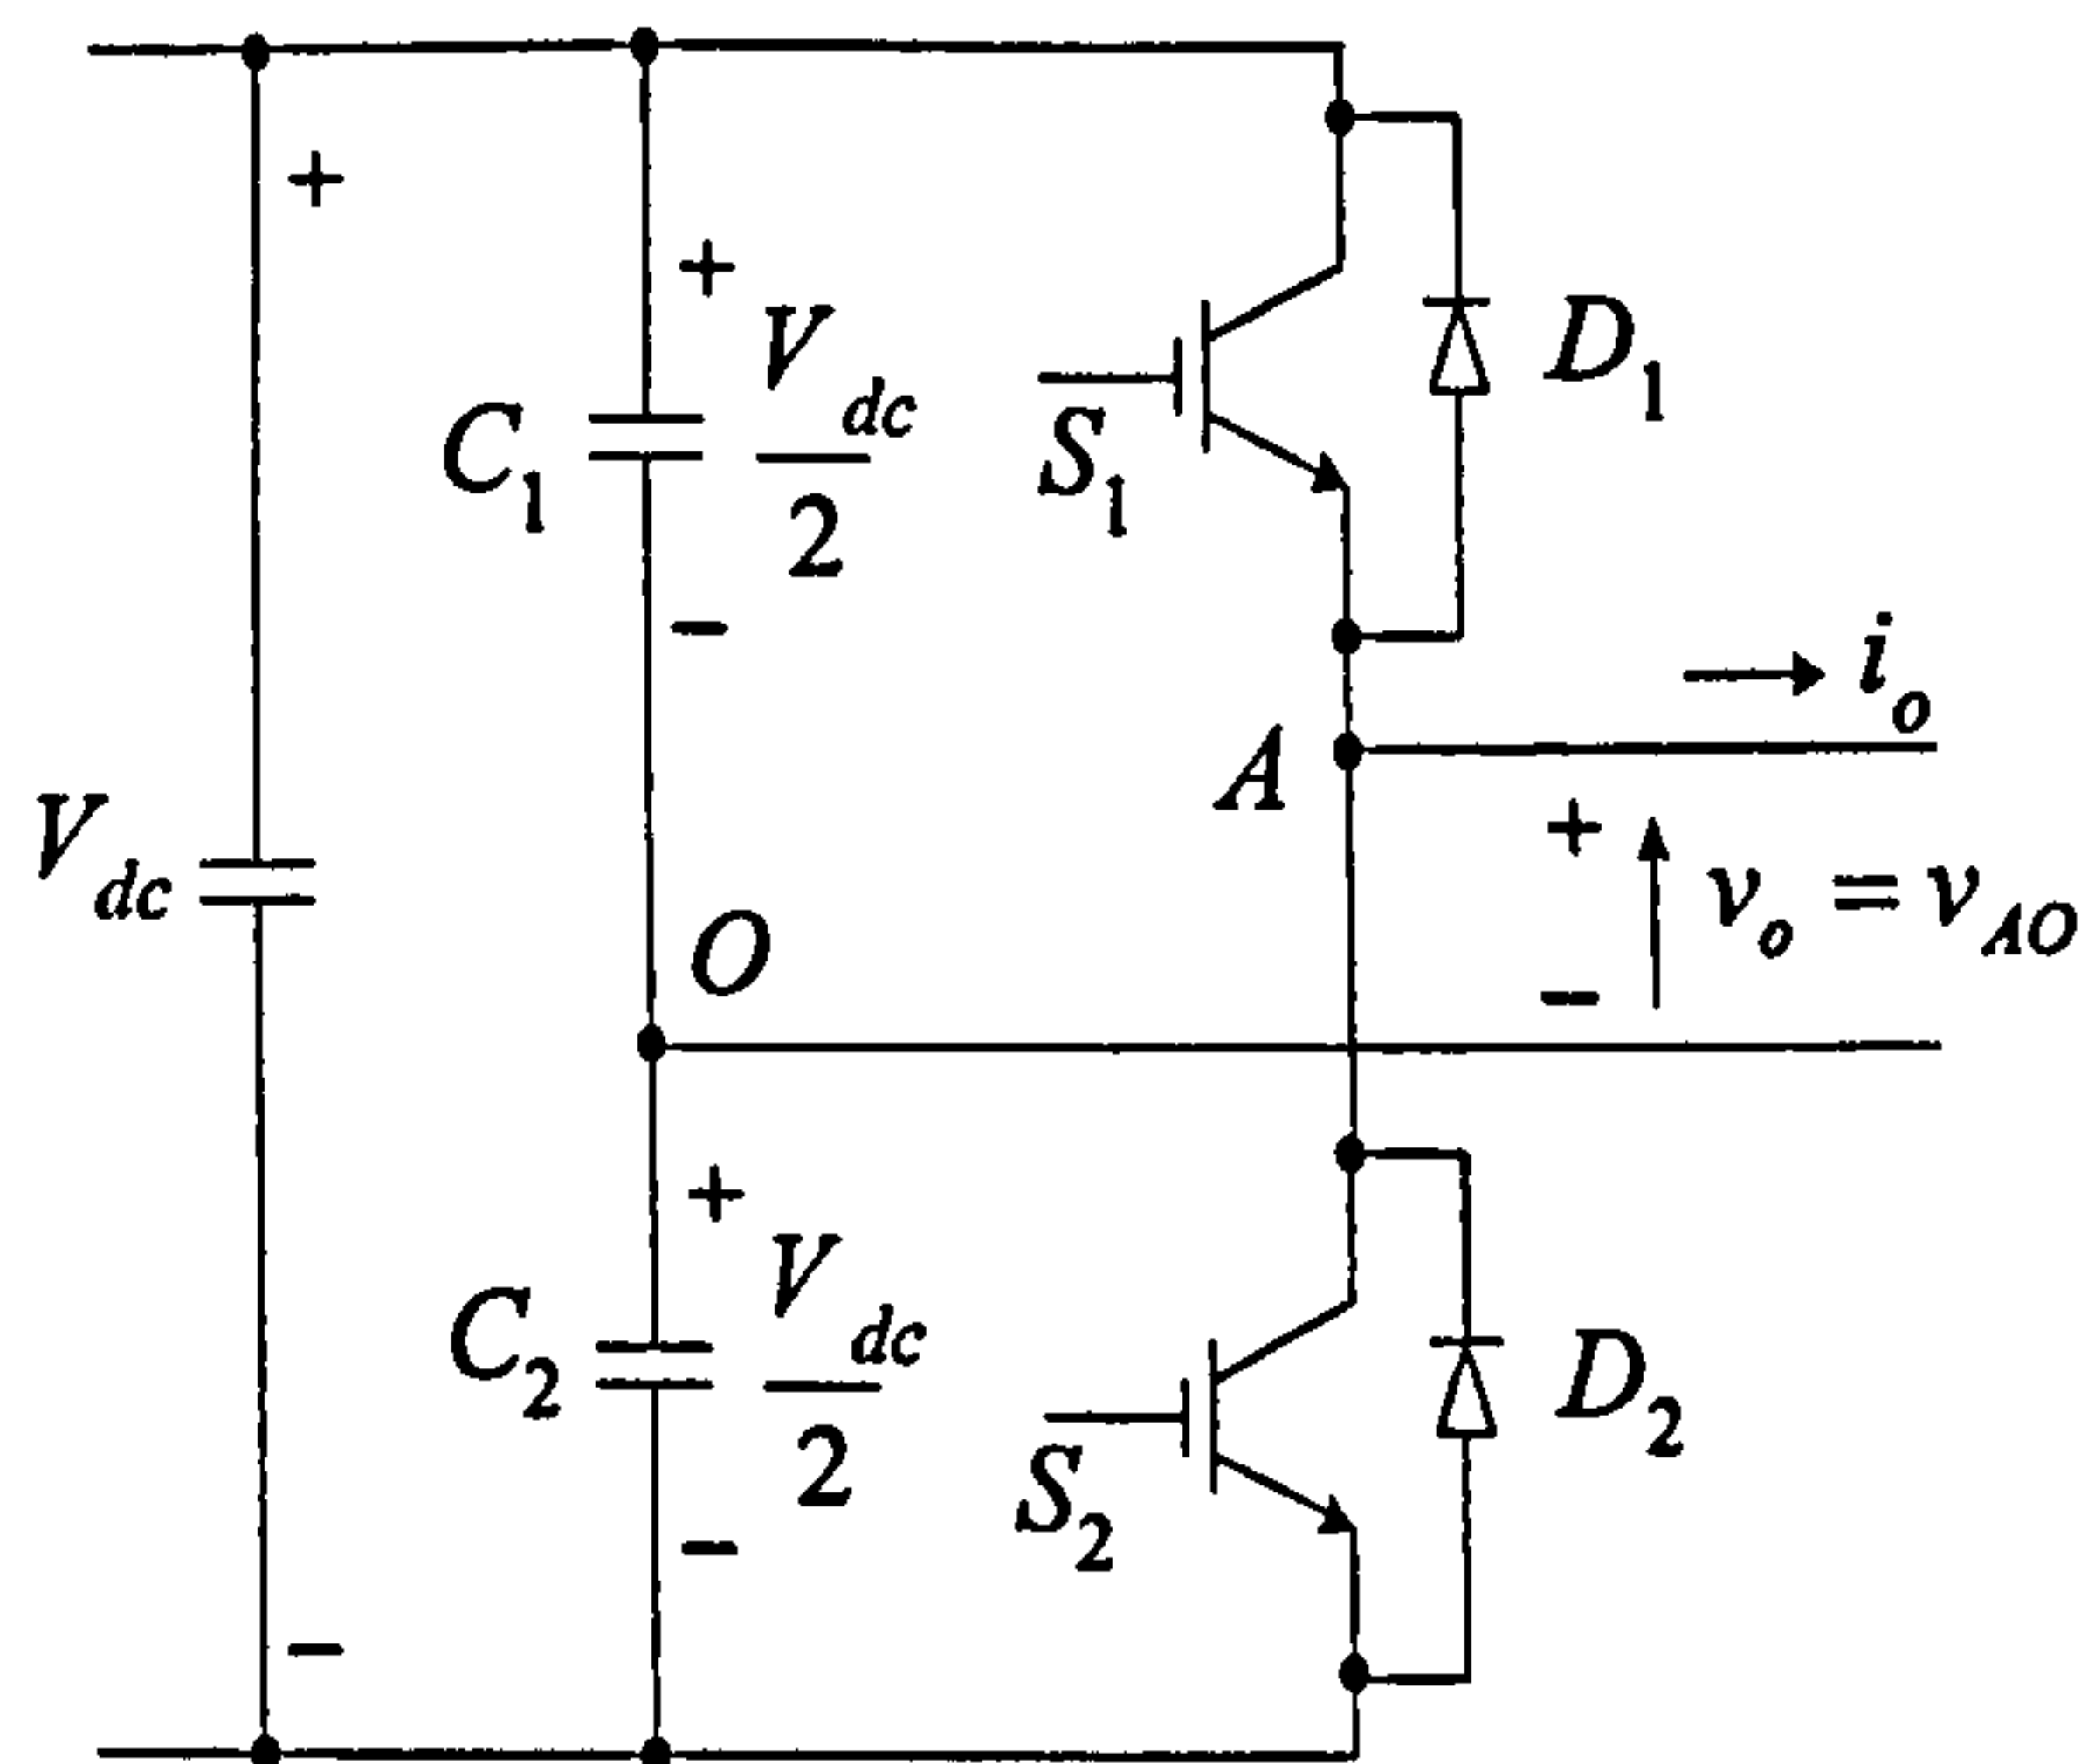 +
+
V_dc
2
C_1
S_1
D_1
−
i_o
A
+
V_dc
v_o = v_AO
O
−
+
V_dc
2
C_2
D_2
S_2
−
−